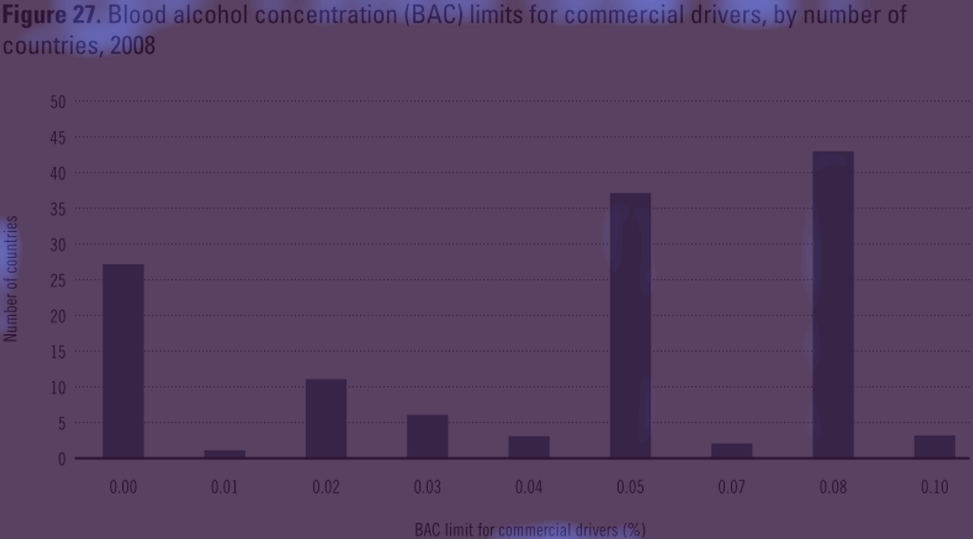 Figure 27. Blood alcohol concentration (BAC) limits for commercial drivers, by number of
countries, 2008
50
45
40
35
30
25
20
15
10
5
0
Number of countries
0.00 0.01 0.02 0.03 0.04 0.05 0.07 0.08 0.10
BAC limit for commercial drivers (%)